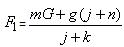 F₁ = (mG + g(j + n)) / (j + k)